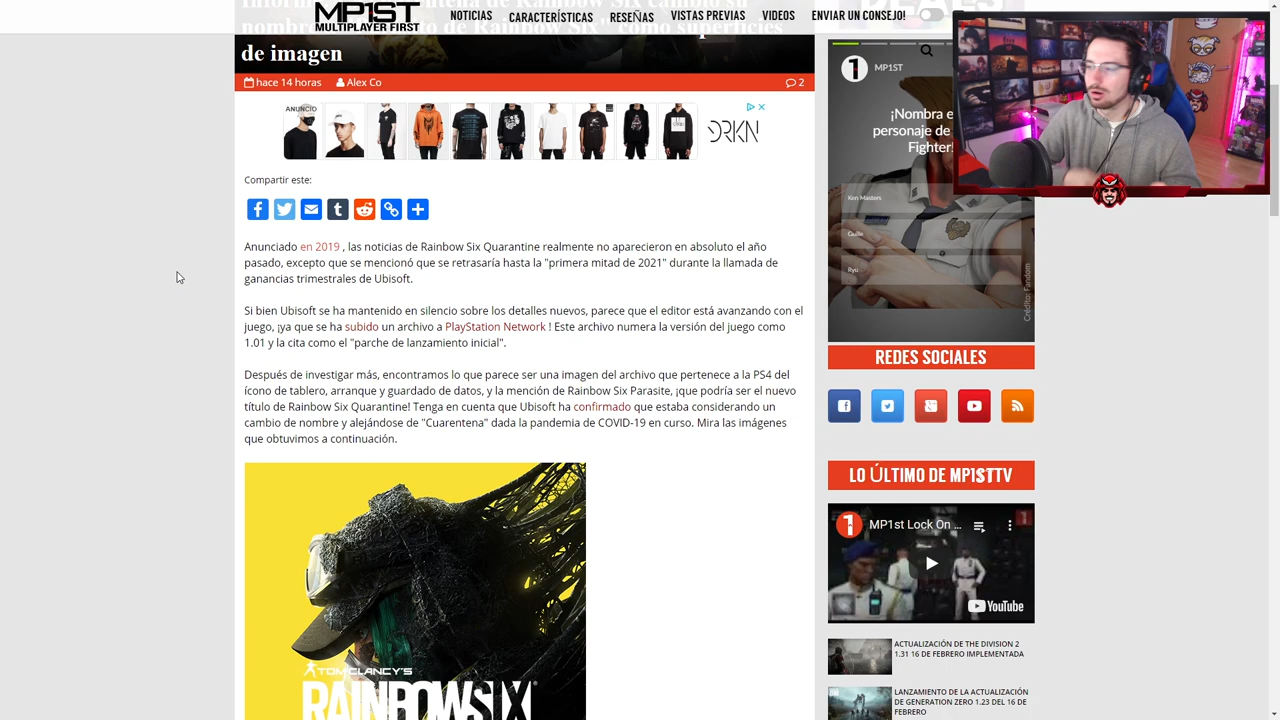 MP1ST
MULTIPLAYER FIRST
NOTICIAS
CARACTERÍSTICAS
RESEÑAS
VISTAS PREVIAS
VIDEOS
ENVIAR UN CONSEJO!
de imagen
hace 14 horas
Alex Co
2
ANUNCIO
DRKN
Compartir este:
Anunciado en 2019 , las noticias de Rainbow Six Quarantine realmente no aparecieron en absoluto el año
pasado, excepto que se mencionó que se retrasaría hasta la "primera mitad de 2021" durante la llamada de
ganancias trimestrales de Ubisoft.
Si bien Ubisoft se ha mantenido en silencio sobre los detalles nuevos, parece que el editor está avanzando con el
juego, ¡ya que se ha subido un archivo a PlayStation Network ! Este archivo numera la versión del juego como
1.01 y la cita como el "parche de lanzamiento inicial".
Después de investigar más, encontramos lo que parece ser una imagen del archivo que pertenece a la PS4 del
ícono de tablero, arranque y guardado de datos, y la mención de Rainbow Six Parasite, ¡que podría ser el nuevo
título de Rainbow Six Quarantine! Tenga en cuenta que Ubisoft ha confirmado que estaba considerando un
cambio de nombre y alejándose de "Cuarentena" dada la pandemia de COVID-19 en curso. Mira las imágenes
que obtuvimos a continuación.
TOM CLANCY'S
RAINBOW SIX
MP1ST
¡Nombra e
personaje de
Fighter!
Ken Masters
Guile
Ryu
Crédito: Fandom
REDES SOCIALES
LO ÚLTIMO DE MP1STTV
MP1st Lock On ...
YouTube
ACTUALIZACIÓN DE THE DIVISION 2
1.31 16 DE FEBRERO IMPLEMENTADA
LANZAMIENTO DE LA ACTUALIZACIÓN
DE GENERATION ZERO 1.23 DEL 16 DE
FEBRERO